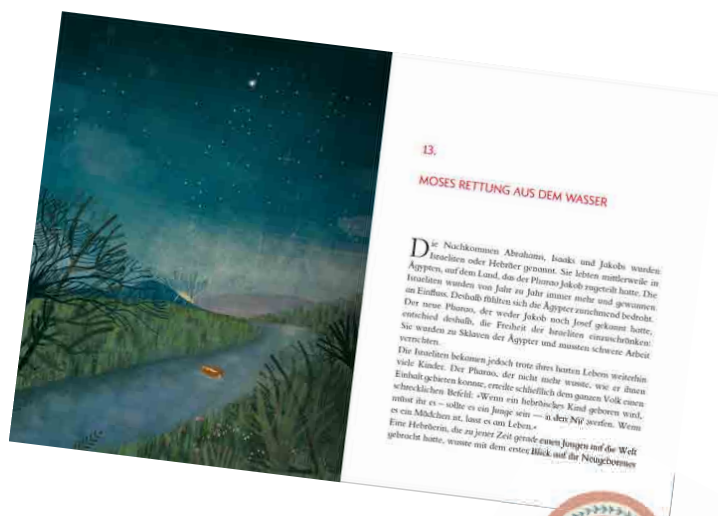 13.
MOSES RETTUNG AUS DEM WASSER
Die Nachkommen Abrahams, Isaaks und Jakobs wurden
Israeliten oder Hebräer genannt. Sie lebten mittlerweile in
Ägypten, auf dem Land, das der Pharao Jakob zugeteilt hatte. Die
Israeliten wurden von Jahr zu Jahr immer mehr und gewannen
an Einfluss. Deshalb fühlten sich die Ägypter zunehmend bedroht.
Der neue Pharao, der weder Jakob noch Josef gekannt hatte,
entschied deshalb, die Freiheit der Israeliten einzuschränken:
Sie wurden zu Sklaven der Ägypter und mussten schwere Arbeit
verrichten.
Die Israeliten bekamen jedoch trotz ihres harten Lebens weiterhin
viele Kinder. Der Pharao, der nicht mehr wusste, wie er ihnen
Einhalt gebieten konnte, erteilte schließlich dem ganzen Volk einen
schrecklichen Befehl: »Wenn ein hebräisches Kind geboren wird,
müsst ihr es – sollte es ein Junge sein — in den Nil werfen. Wenn
es ein Mädchen ist, lasst es am Leben.«
Eine Hebräerin, die zu jener Zeit gerade einen Jungen auf die Welt
gebracht hatte, wusste mit dem ersten Blick auf ihr Neugeborenes